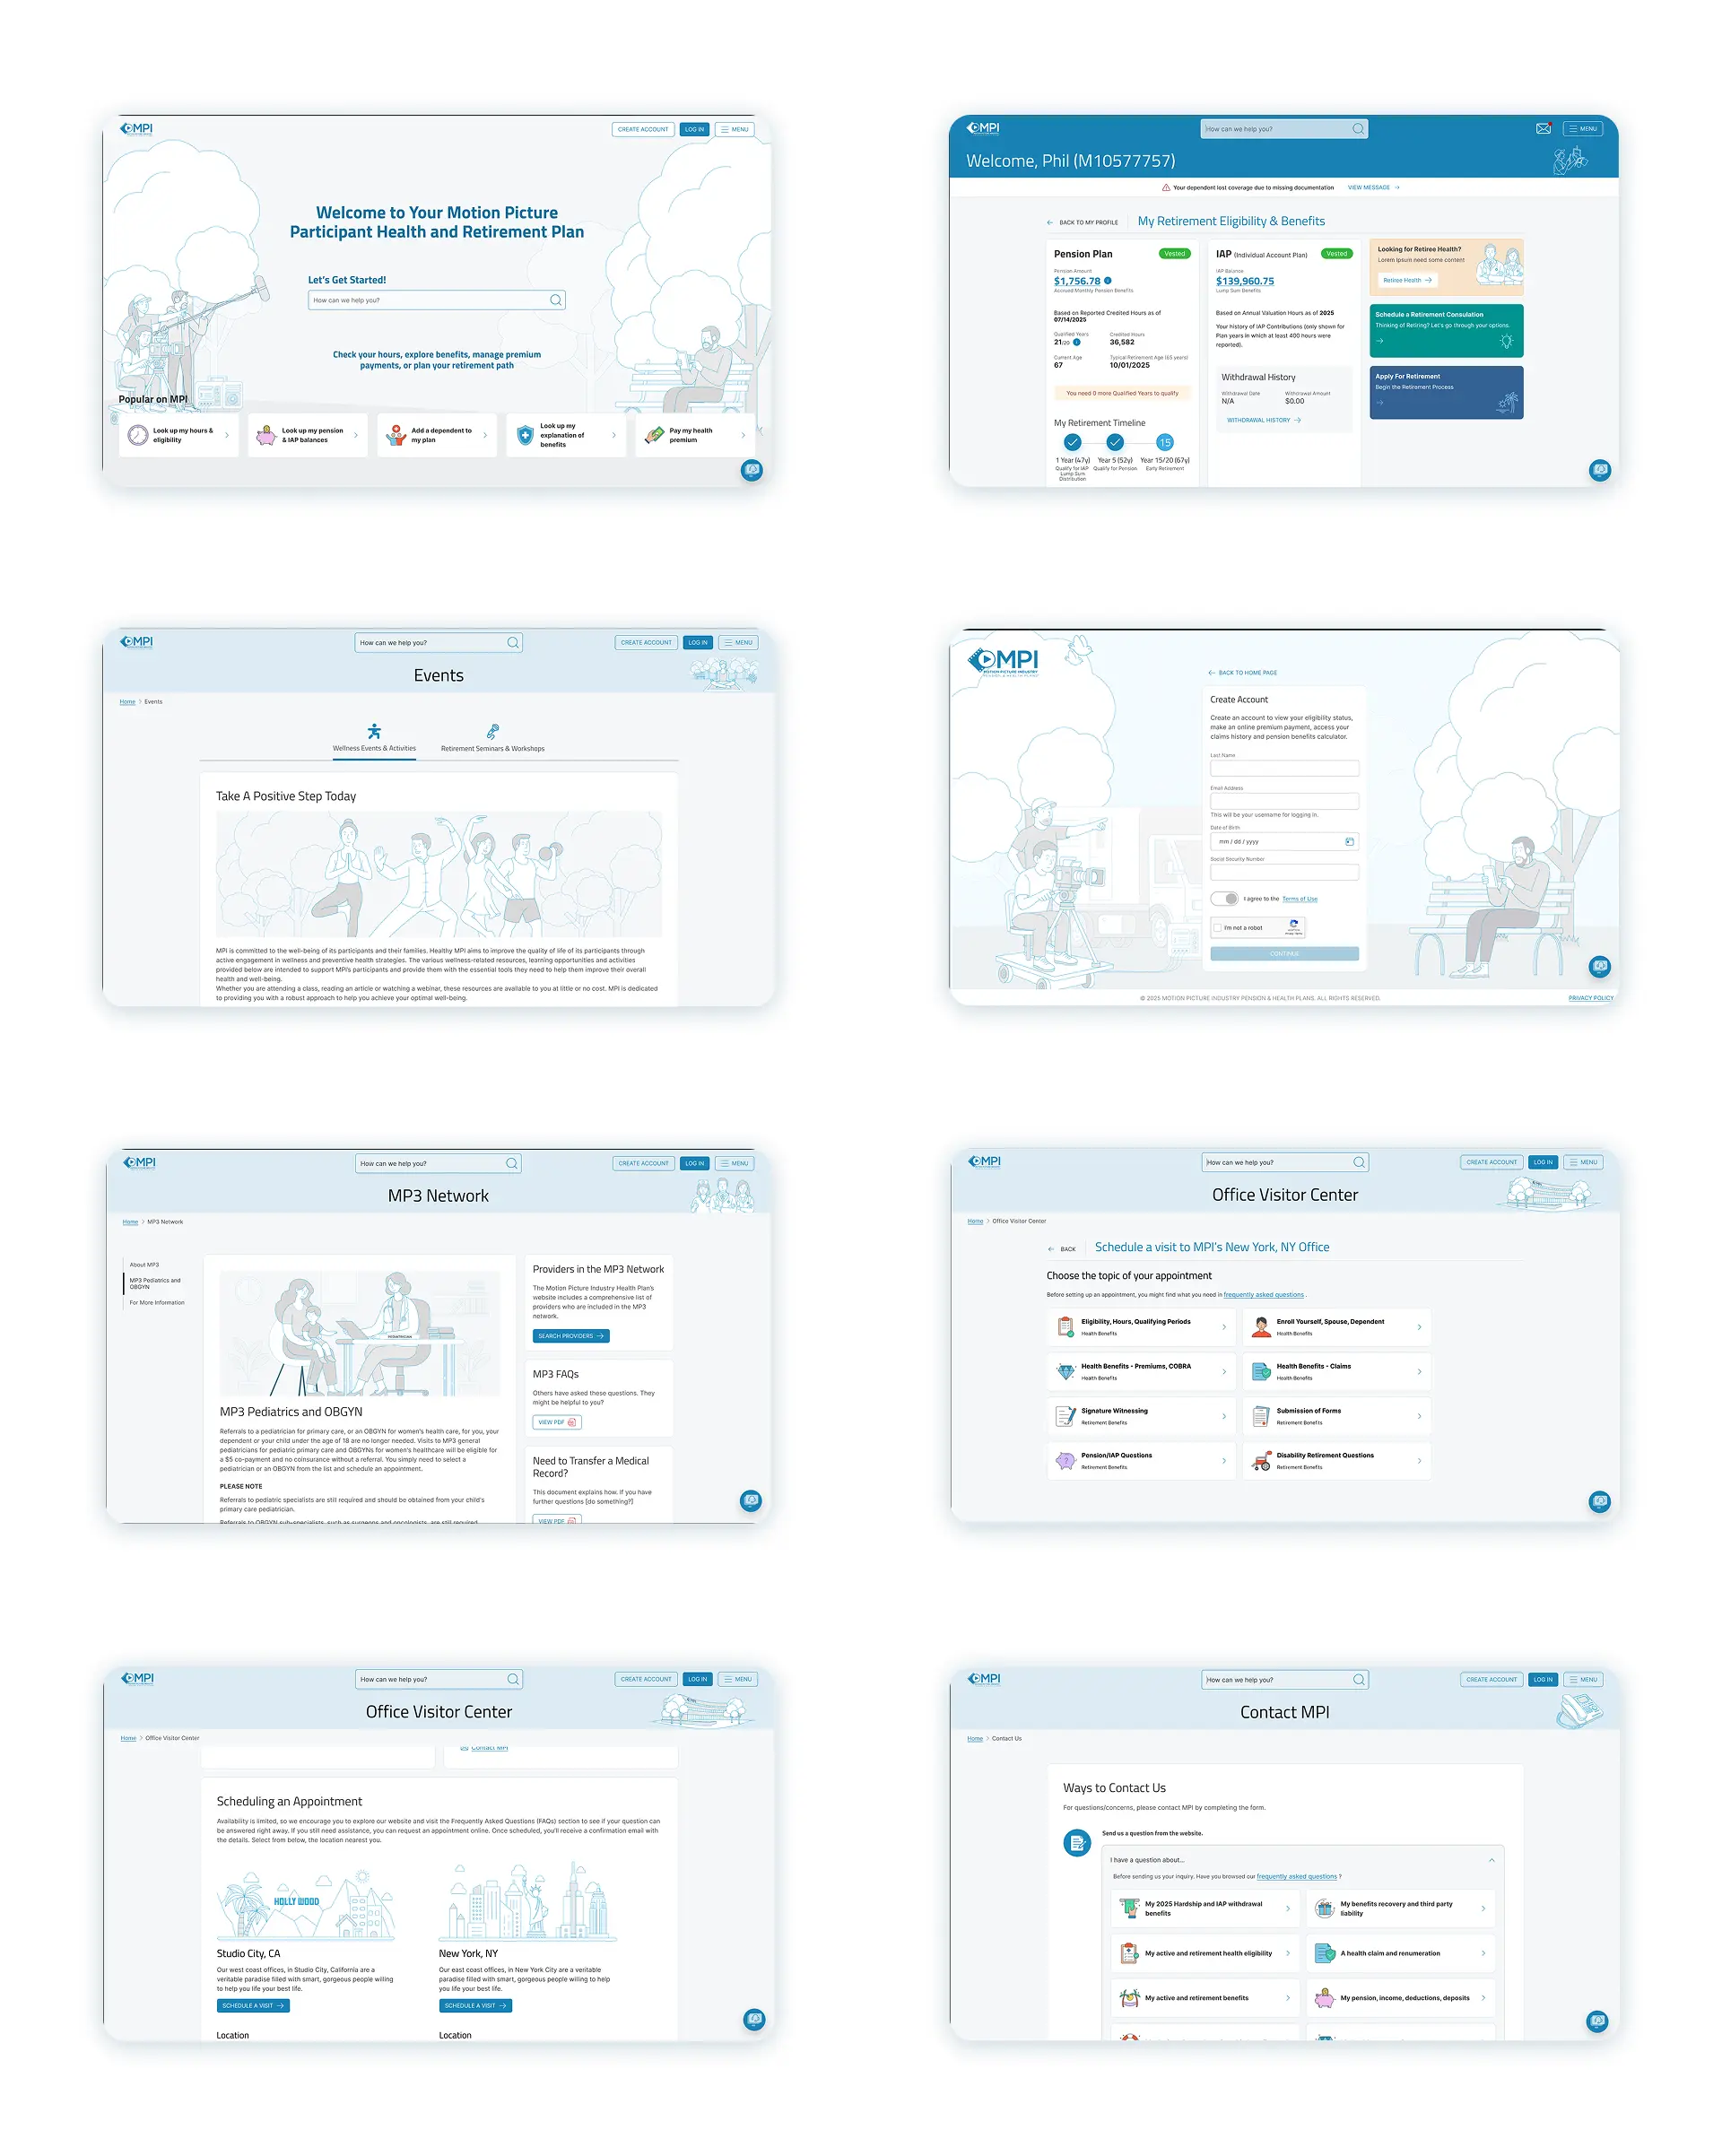 MPI
CREATE ACCOUNT
LOG IN
MENU
Welcome to Your Motion Picture
Participant Health and Retirement Plan
Let's Get Started!
How can we help you?
Check your hours, explore benefits, manage premium
payments, or plan your retirement path
Popular on MPI
Look up my hours &
eligibility
Look up my pension
& IAP balances
Add a dependent to
my plan
Look up my
explanation of
benefits
Pay my health
premium
MPI
How can we help you?
MENU
Welcome, Phil (M10577757)
Your dependent lost coverage due to missing documentation
VIEW MESSAGE
BACK TO MY PROFILE
My Retirement Eligibility & Benefits
Pension Plan
Vested
Pension Amount
$1,756.78
Accrued Monthly Pension Benefits
Based on Reported Credited Hours as of
07/14/2025
Qualified Years
Credited Hours
21/20
36,582
Current Age
Typical Retirement Age (65 years)
67
10/01/2025
You need 0 more Qualified Years to qualify
My Retirement Timeline
15
1 Year (47y)
Year 5 (52y)
Year 15/20 (67y)
Qualify for IAP
Lump Sum
Distribution
Qualify for Pension
Early Retirement
IAP (Individual Account Plan)
Vested
IAP Balance
$139,960.75
Lump Sum Benefits
Based on Annual Valuation Hours as of 2025
Your history of IAP Contributions (only shown for
Plan years in which at least 400 hours were
reported).
Withdrawal History
Withdrawal Date
Withdrawal Amount
N/A
$0.00
WITHDRAWAL HISTORY
Looking for Retiree Health?
Lorem ipsum need some content
Retiree Health
Schedule a Retirement Consulation
Thinking of Retiring? Let's go through your options.
Apply For Retirement
Begin the Retirement Process
MPI
How can we help you?
CREATE ACCOUNT
LOG IN
MENU
Events
Home > Events
Wellness Events & Activities
Retirement Seminars & Workshops
Take A Positive Step Today
MPI is committed to the well-being of its participants and their families. Healthy MPI aims to improve the quality of life of its participants through
active engagement in wellness and preventive health strategies. The various wellness-related resources, learning opportunities and activities
provided below are intended to support MPI's participants and provide them with the essential tools they need to help them improve their overall
health and well-being.
Whether you are attending a class, reading an article or watching a webinar, these resources are available to you at little or no cost. MPI is dedicated
to providing you with a robust approach to help you achieve your optimal well-being.
MPI
MOTION PICTURE INDUSTRY
PENSION & HEALTH PLANS
BACK TO HOME PAGE
Create Account
Create an account to view your eligibility status,
make an online premium payment, access your
claims history and pension benefits calculator.
Last Name
Email Address
This will be your username for logging in.
Date of Birth
mm / dd / yyyy
Social Security Number
I agree to the Terms of Use
I'm not a robot
CONTINUE
© 2025 MOTION PICTURE INDUSTRY PENSION & HEALTH PLANS. ALL RIGHTS RESERVED.
PRIVACY POLICY
MPI
How can we help you?
CREATE ACCOUNT
LOG IN
MENU
MP3 Network
Home > MP3 Network
About MP3
MP3 Pediatrics and
OBGYN
For More Information
PEDIATRICIAN
MP3 Pediatrics and OBGYN
Referrals to a pediatrician for primary care, or an OBGYN for women's health care, for you, your
dependent or your child under the age of 18 are no longer needed. Visits to MP3 general
pediatricians for pediatric primary care and OBGYNs for women's healthcare will be eligible for
a $5 co-payment and no coinsurance without a referral. You simply need to select a
pediatrician or an OBGYN from the list and schedule an appointment.
PLEASE NOTE
Referrals to pediatric specialists are still required and should be obtained from your child's
primary care pediatrician.
Referrals to OBGYN sub-specialists, such as surgeons and oncologists, are still required
Providers in the MP3 Network
The Motion Picture Industry Health Plan's
website includes a comprehensive list of
providers who are included in the MP3
network.
SEARCH PROVIDERS
MP3 FAQs
Others have asked these questions. They
might be helpful to you?
VIEW PDF
Need to Transfer a Medical
Record?
This document explains how. If you have
further questions [do something?]
VIEW PDF
MPI
How can we help you?
CREATE ACCOUNT
LOG IN
MENU
Office Visitor Center
Home > Office Visitor Center
BACK
Schedule a visit to MPI's New York, NY Office
Choose the topic of your appointment
Before setting up an appointment, you might find what you need in frequently asked questions .
Eligibility, Hours, Qualifying Periods
Health Benefits
Enroll Yourself, Spouse, Dependent
Health Benefits
Health Benefits - Premiums, COBRA
Health Benefits
Health Benefits - Claims
Health Benefits
Signature Witnessing
Retirement Benefits
Submission of Forms
Retirement Benefits
Pension/IAP Questions
Retirement Benefits
Disability Retirement Questions
Retirement Benefits
MPI
How can we help you?
CREATE ACCOUNT
LOG IN
MENU
Office Visitor Center
Home > Office Visitor Center
Contact MPI
Scheduling an Appointment
Availability is limited, so we encourage you to explore our website and visit the Frequently Asked Questions (FAQs) section to see if your question can
be answered right away. If you still need assistance, you can request an appointment online. Once scheduled, you'll receive a confirmation email with
the details. Select from below, the location nearest you.
HOLLYWOOD
Studio City, CA
Our west coast offices, in Studio City, California are a
veritable paradise filled with smart, gorgeous people willing
to help you life your best life.
SCHEDULE A VISIT
Location
New York, NY
Our east coast offices, in New York City are a veritable
paradise filled with smart, gorgeous people willing to help
you life your best life.
SCHEDULE A VISIT
Location
MPI
How can we help you?
CREATE ACCOUNT
LOG IN
MENU
Contact MPI
Home > Contact Us
Ways to Contact Us
For questions/concerns, please contact MPI by completing the form.
Send us a question from the website.
I have a question about...
Before sending us your inquiry. Have you browsed our frequently asked questions ?
My 2025 Hardship and IAP withdrawal
benefits
My benefits recovery and third party
liability
My active and retirement health eligibility
A health claim and renumeration
My active and retirement benefits
My pension, income, deductions, deposits